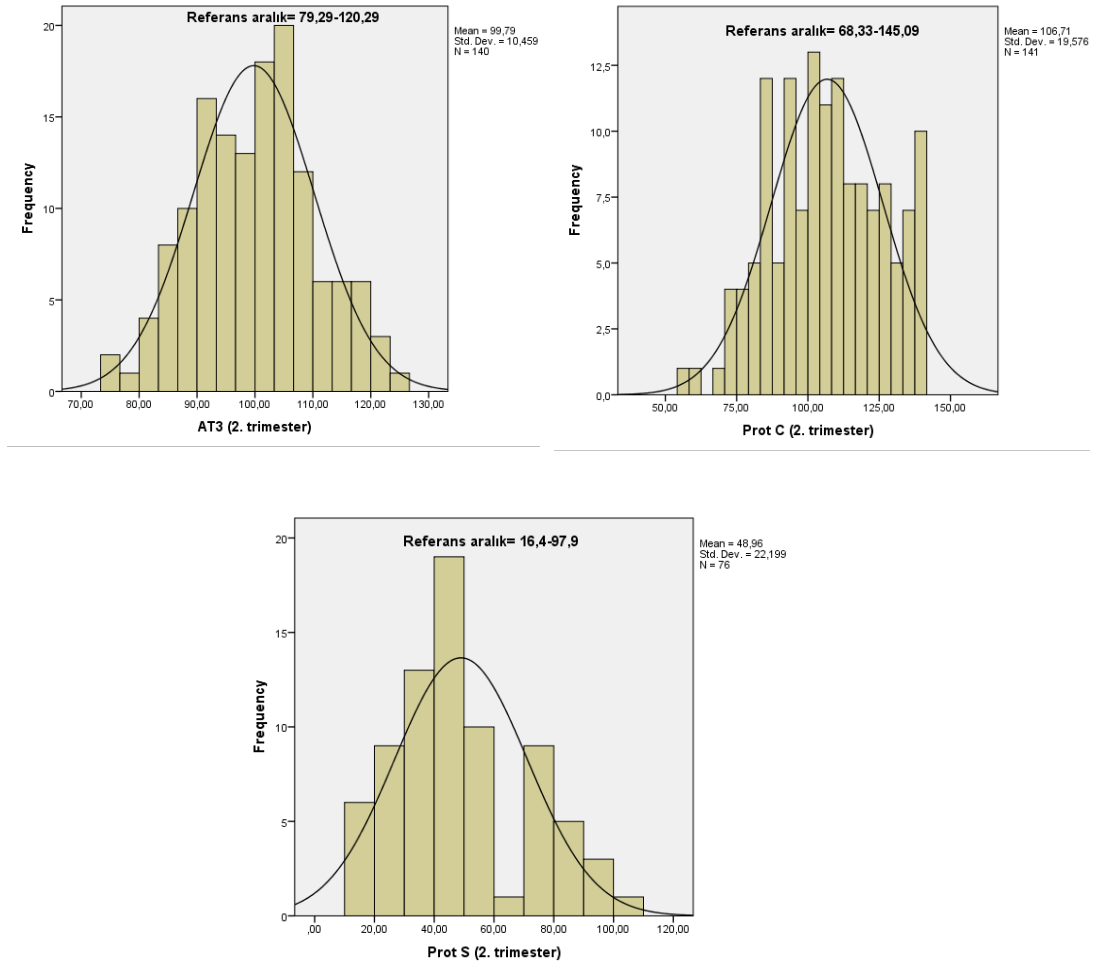 Referans aralık= 79,29-120,29
Mean = 99,79
Std. Dev. = 10,459
N = 140
Frequency
20
15
10
5
0
70,00 80,00 90,00 100,00 110,00 120,00 130,00
AT3 (2. trimester)
Referans aralık= 68,33-145,09
Mean = 106,71
Std. Dev. = 19,576
N = 141
Frequency
12,5
10,0
7,5
5,0
2,5
0,0
50,00 75,00 100,00 125,00 150,00
Prot C (2. trimester)
Referans aralık= 16,4-97,9
Mean = 48,96
Std. Dev. = 22,199
N = 76
Frequency
20
15
10
5
0
,00 20,00 40,00 60,00 80,00 100,00 120,00
Prot S (2. trimester)